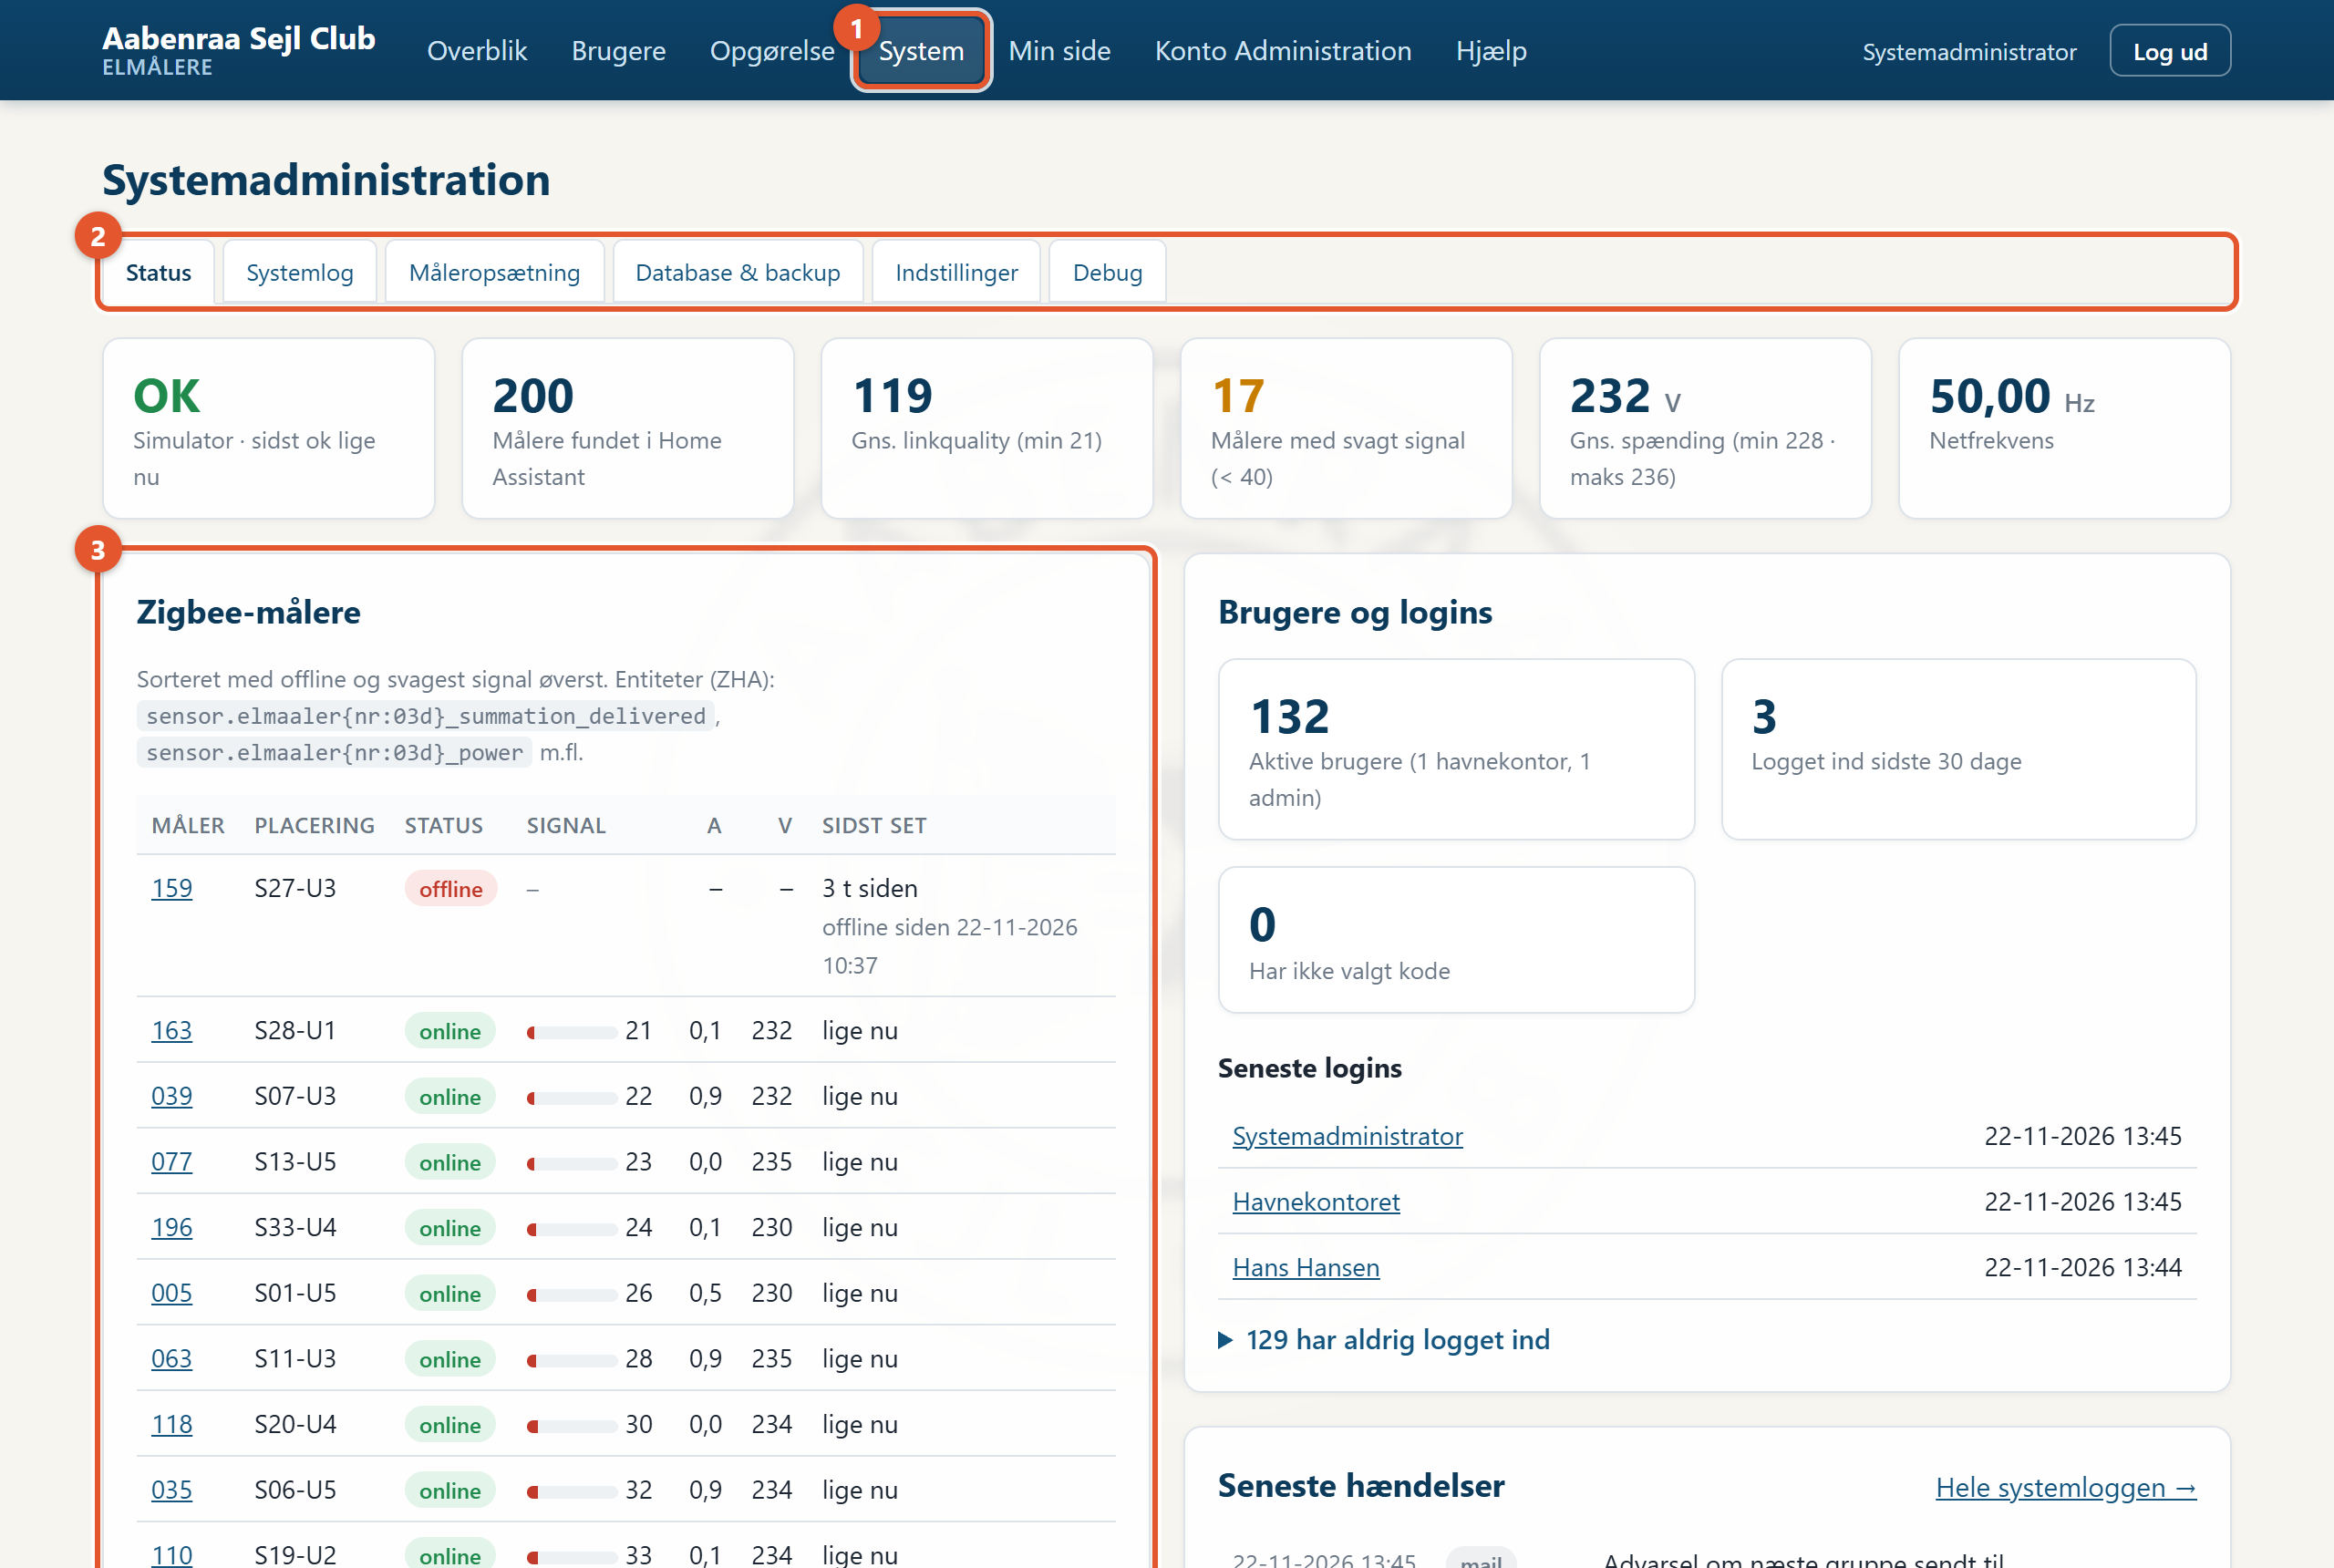 Aabenraa Sejl Club
ELMÅLERE
Overblik
Brugere
Opgørelse
1
System
Min side
Konto Administration
Hjælp
Systemadministrator
Log ud
Systemadministration
2
Status
Systemlog
Måleropsætning
Database & backup
Indstillinger
Debug
OK
Simulator · sidst ok lige
nu
200
Målere fundet i Home
Assistant
119
Gns. linkquality (min 21)
17
Målere med svagt signal
(< 40)
232 V
Gns. spænding (min 228 ·
maks 236)
50,00 Hz
Netfrekvens
3
Zigbee-målere
Sorteret med offline og svagest signal øverst. Entiteter (ZHA):
sensor.elmaaler{nr:03d}_summation_delivered,
sensor.elmaaler{nr:03d}_power m.fl.
MÅLER PLACERING STATUS SIGNAL A V SIDST SET
159 S27-U3 offline – – – 3 t siden
offline siden 22-11-2026
10:37
163 S28-U1 online 21 0,1 232 lige nu
039 S07-U3 online 22 0,9 232 lige nu
077 S13-U5 online 23 0,0 235 lige nu
196 S33-U4 online 24 0,1 230 lige nu
005 S01-U5 online 26 0,5 230 lige nu
063 S11-U3 online 28 0,9 235 lige nu
118 S20-U4 online 30 0,0 234 lige nu
035 S06-U5 online 32 0,9 234 lige nu
110 S19-U2 online 33 0,1 234 lige nu
Brugere og logins
132
Aktive brugere (1 havnekontor, 1
admin)
3
Logget ind sidste 30 dage
0
Har ikke valgt kode
Seneste logins
Systemadministrator 22-11-2026 13:45
Havnekontoret 22-11-2026 13:45
Hans Hansen 22-11-2026 13:44
▶ 129 har aldrig logget ind
Seneste hændelser
Hele systemloggen →
22-11-2026 13:45 mail Advarsel om næste gruppe sendt til